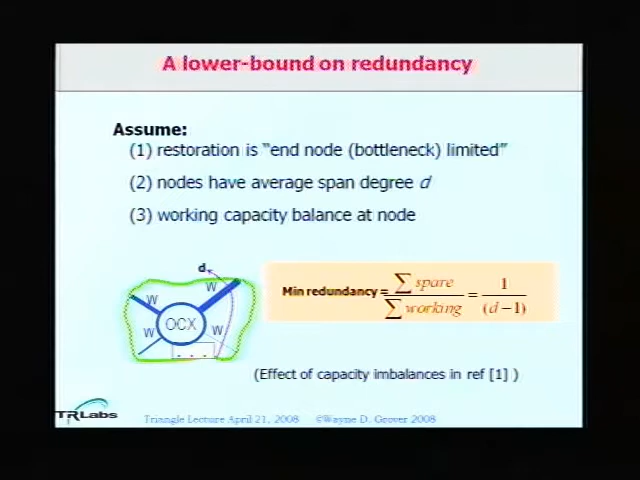 A lower-bound on redundancy
Assume:
(1) restoration is “end node (bottleneck) limited”
(2) nodes have average span degree d
(3) working capacity balance at node
d
W
W
W
W
OCX
. . .
Min redundancy = ∑ spare / ∑ working = 1 / (d − 1)
(Effect of capacity imbalances in ref [1] )
TRLabs
Triangle Lecture April 21, 2008 ©Wayne D. Grover 2008